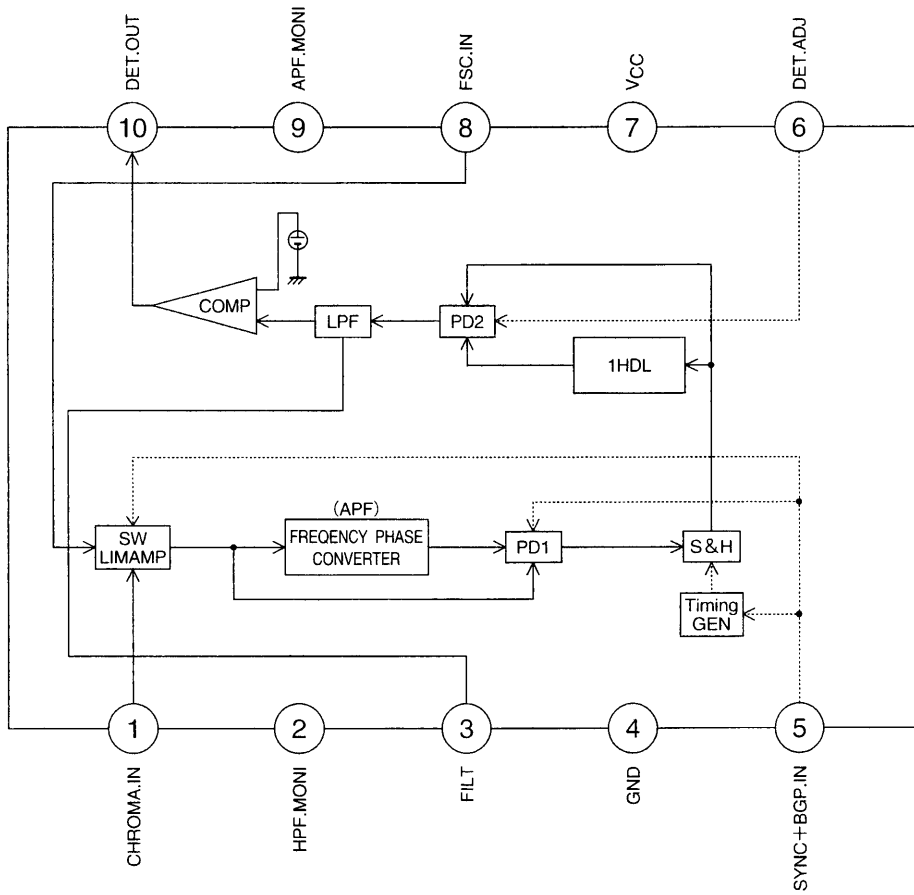 DET.OUT
APF.MONI
FSC.IN
VCC
DET.ADJ
10
9
8
7
6
COMP
LPF
PD2
1HDL
(APF)
SW
LIMAMP
FREQENCY PHASE
CONVERTER
PD1
S&H
Timing
GEN
1
2
3
4
5
CHROMA.IN
HPF.MONI
FILT
GND
SYNC+BGP.IN